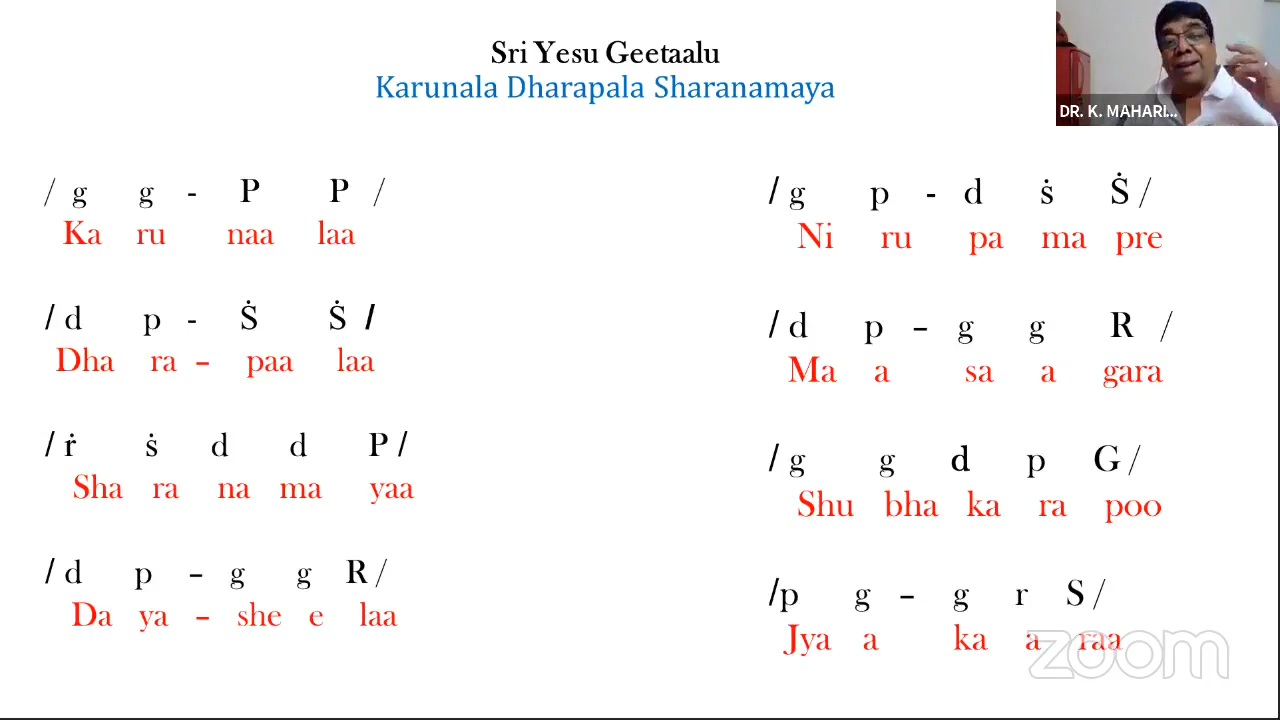 Sri Yesu Geetaalu
Karunala Dharapala Sharanamaya
DR. K. MAHARI...
/ g g - P P /
Ka ru naa laa
/ d p - Ṡ Ṡ /
Dha ra – paa laa
/ ṙ ṡ d d P /
Sha ra na ma yaa
/ d p – g g R /
Da ya – she e laa
/ g p - d ṡ Ṡ /
Ni ru pa ma pre
/ d p – g g R /
Ma a sa a gara
/ g g d p G /
Shu bha ka ra poo
/p g – g r S /
Jya a ka a raa
zoom